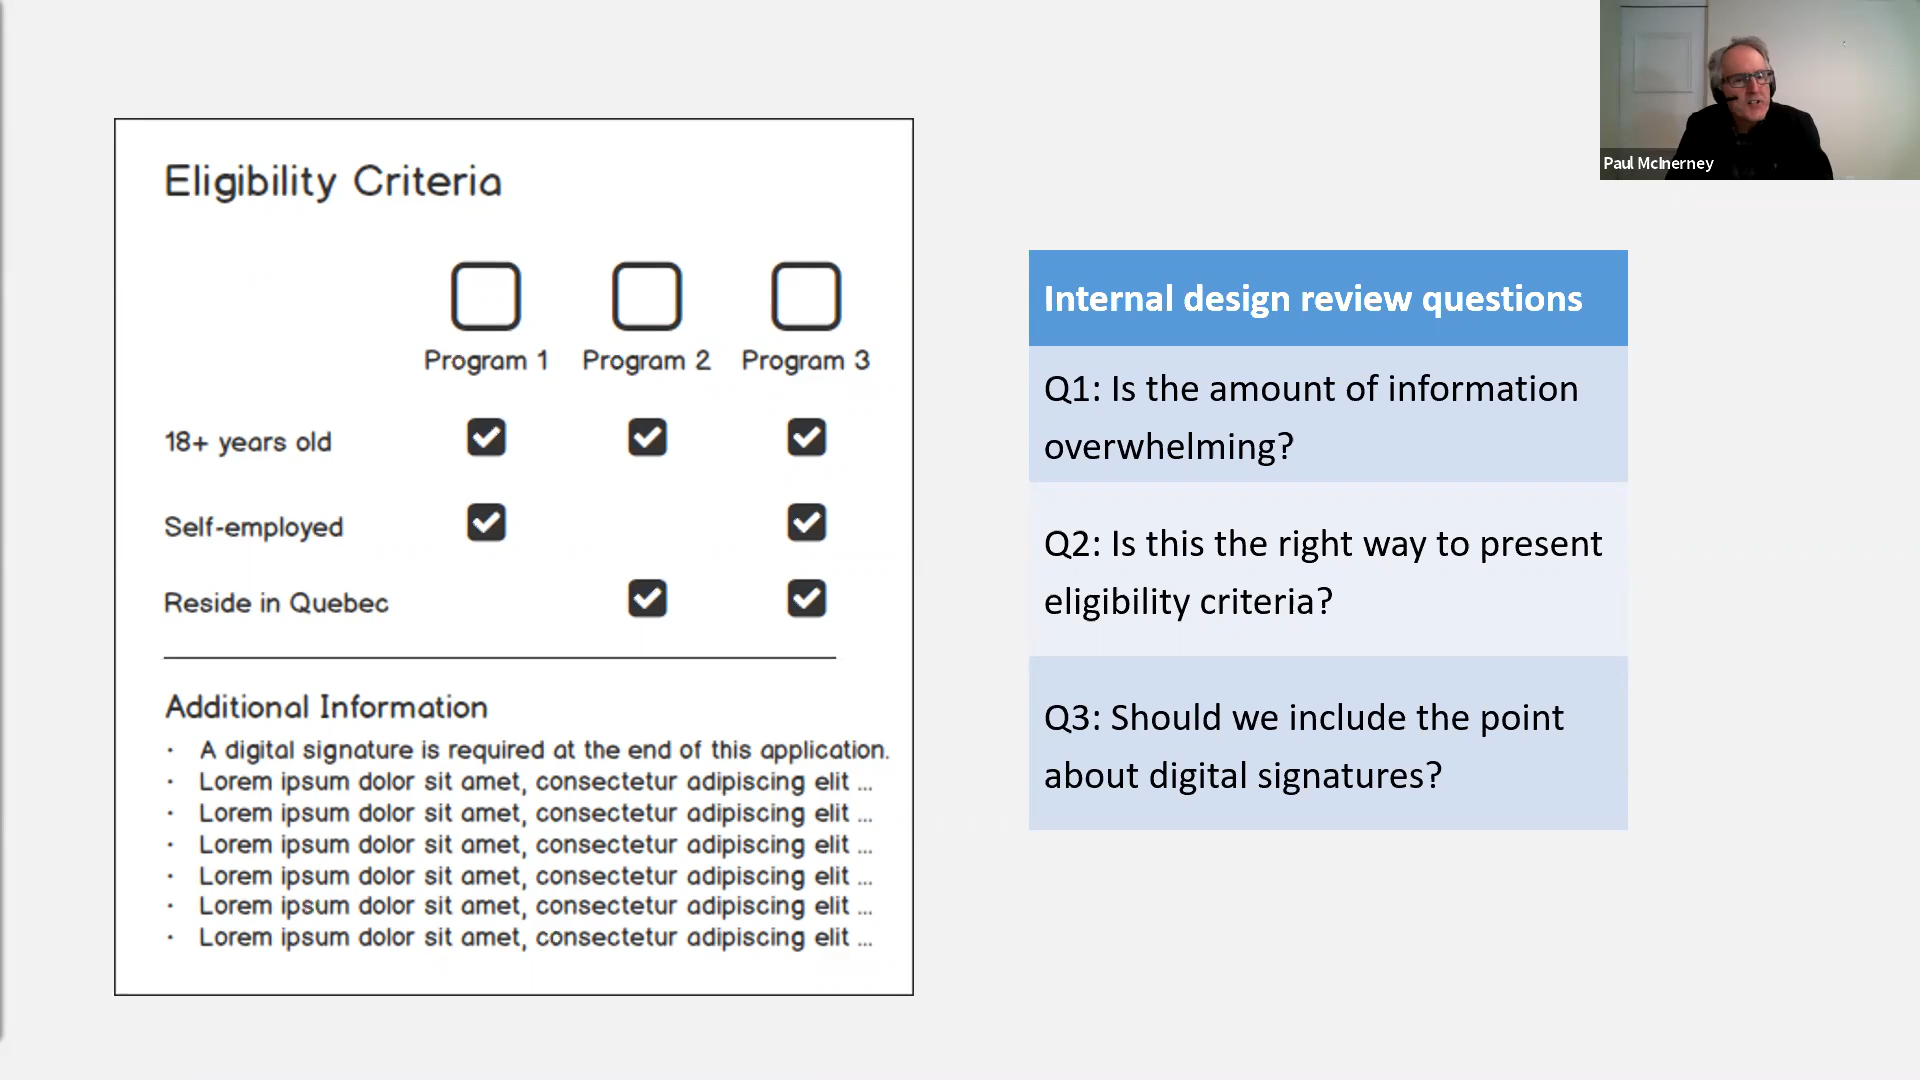 Eligibility Criteria
Program 1 Program 2 Program 3
18+ years old
Self-employed
Reside in Quebec
Additional Information
· A digital signature is required at the end of this application.
· Lorem ipsum dolor sit amet, consectetur adipiscing elit ...
· Lorem ipsum dolor sit amet, consectetur adipiscing elit ...
· Lorem ipsum dolor sit amet, consectetur adipiscing elit ...
· Lorem ipsum dolor sit amet, consectetur adipiscing elit ...
· Lorem ipsum dolor sit amet, consectetur adipiscing elit ...
· Lorem ipsum dolor sit amet, consectetur adipiscing elit ...
Internal design review questions
Q1: Is the amount of information
overwhelming?
Q2: Is this the right way to present
eligibility criteria?
Q3: Should we include the point
about digital signatures?
Paul McInerney